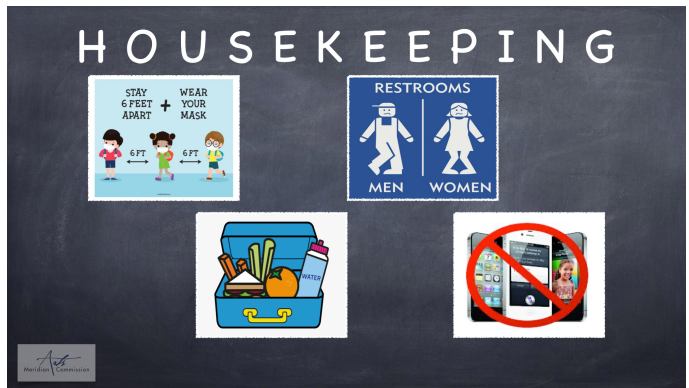 HOUSEKEEPING
STAY
6 FEET
APART
+
WEAR
YOUR
MASK
6 FT
6 FT
RESTROOMS
MEN
WOMEN
WATER
Arts
Meridian Commission